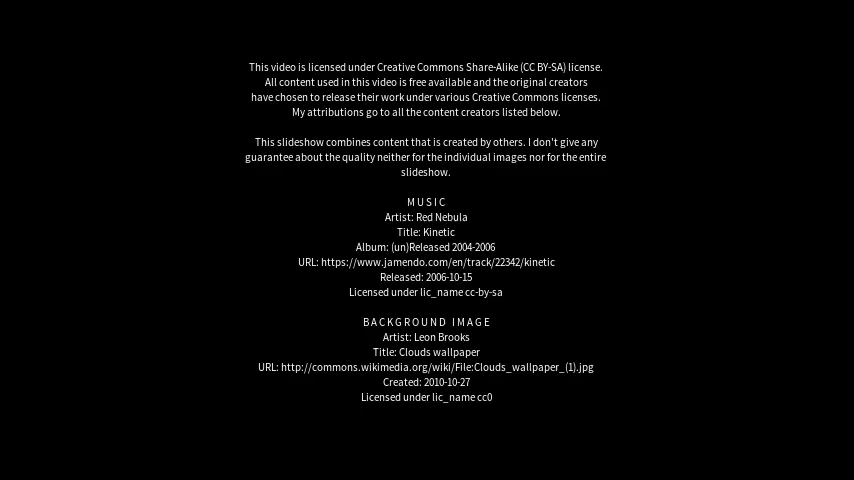 This video is licensed under Creative Commons Share-Alike (CC BY-SA) license.
All content used in this video is free available and the original creators
have chosen to release their work under various Creative Commons licenses.
My attributions go to all the content creators listed below.
This slideshow combines content that is created by others. I don't give any
guarantee about the quality neither for the individual images nor for the entire
slideshow.
M U S I C
Artist: Red Nebula
Title: Kinetic
Album: (un)Released 2004-2006
URL: https://www.jamendo.com/en/track/22342/kinetic
Released: 2006-10-15
Licensed under lic_name cc-by-sa
B A C K G R O U N D   I M A G E
Artist: Leon Brooks
Title: Clouds wallpaper
URL: http://commons.wikimedia.org/wiki/File:Clouds_wallpaper_(1).jpg
Created: 2010-10-27
Licensed under lic_name cc0